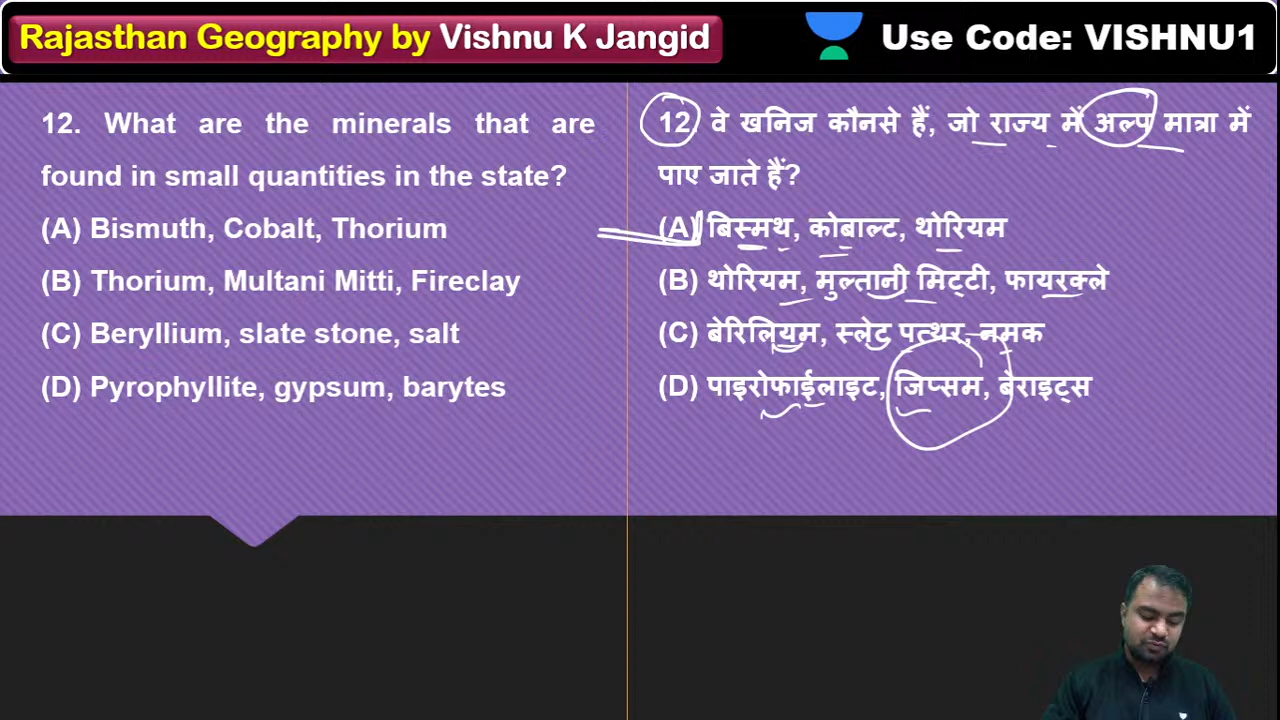 Rajasthan Geography by Vishnu K Jangid
Use Code: VISHNU1
12. What are the minerals that are
found in small quantities in the state?
(A) Bismuth, Cobalt, Thorium
(B) Thorium, Multani Mitti, Fireclay
(C) Beryllium, slate stone, salt
(D) Pyrophyllite, gypsum, barytes
12. वे खनिज कौनसे हैं, जो राज्य में अल्प मात्रा में
पाए जाते हैं?
(A) बिस्मथ, कोबाल्ट, थोरियम
(B) थोरियम, मुल्तानी मिट्टी, फायरक्ले
(C) बेरिलियम, स्लेट पत्थर, नमक
(D) पाइरोफाईलाइट, जिप्सम, बेराइट्स